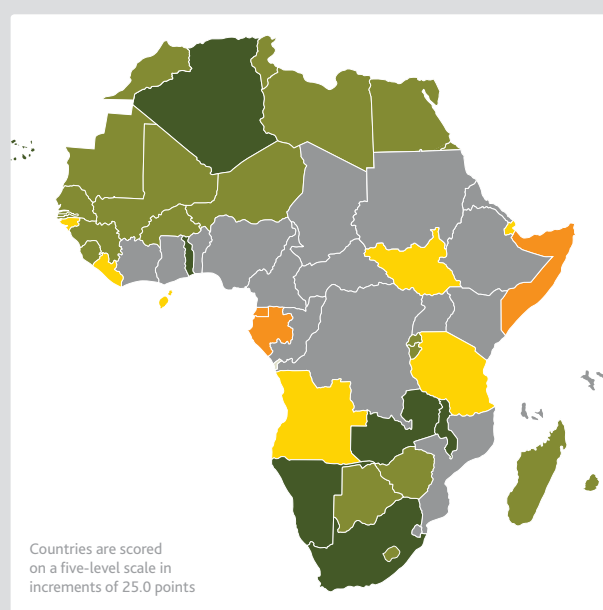 Countries are scored
on a five-level scale in
increments of 25.0 points